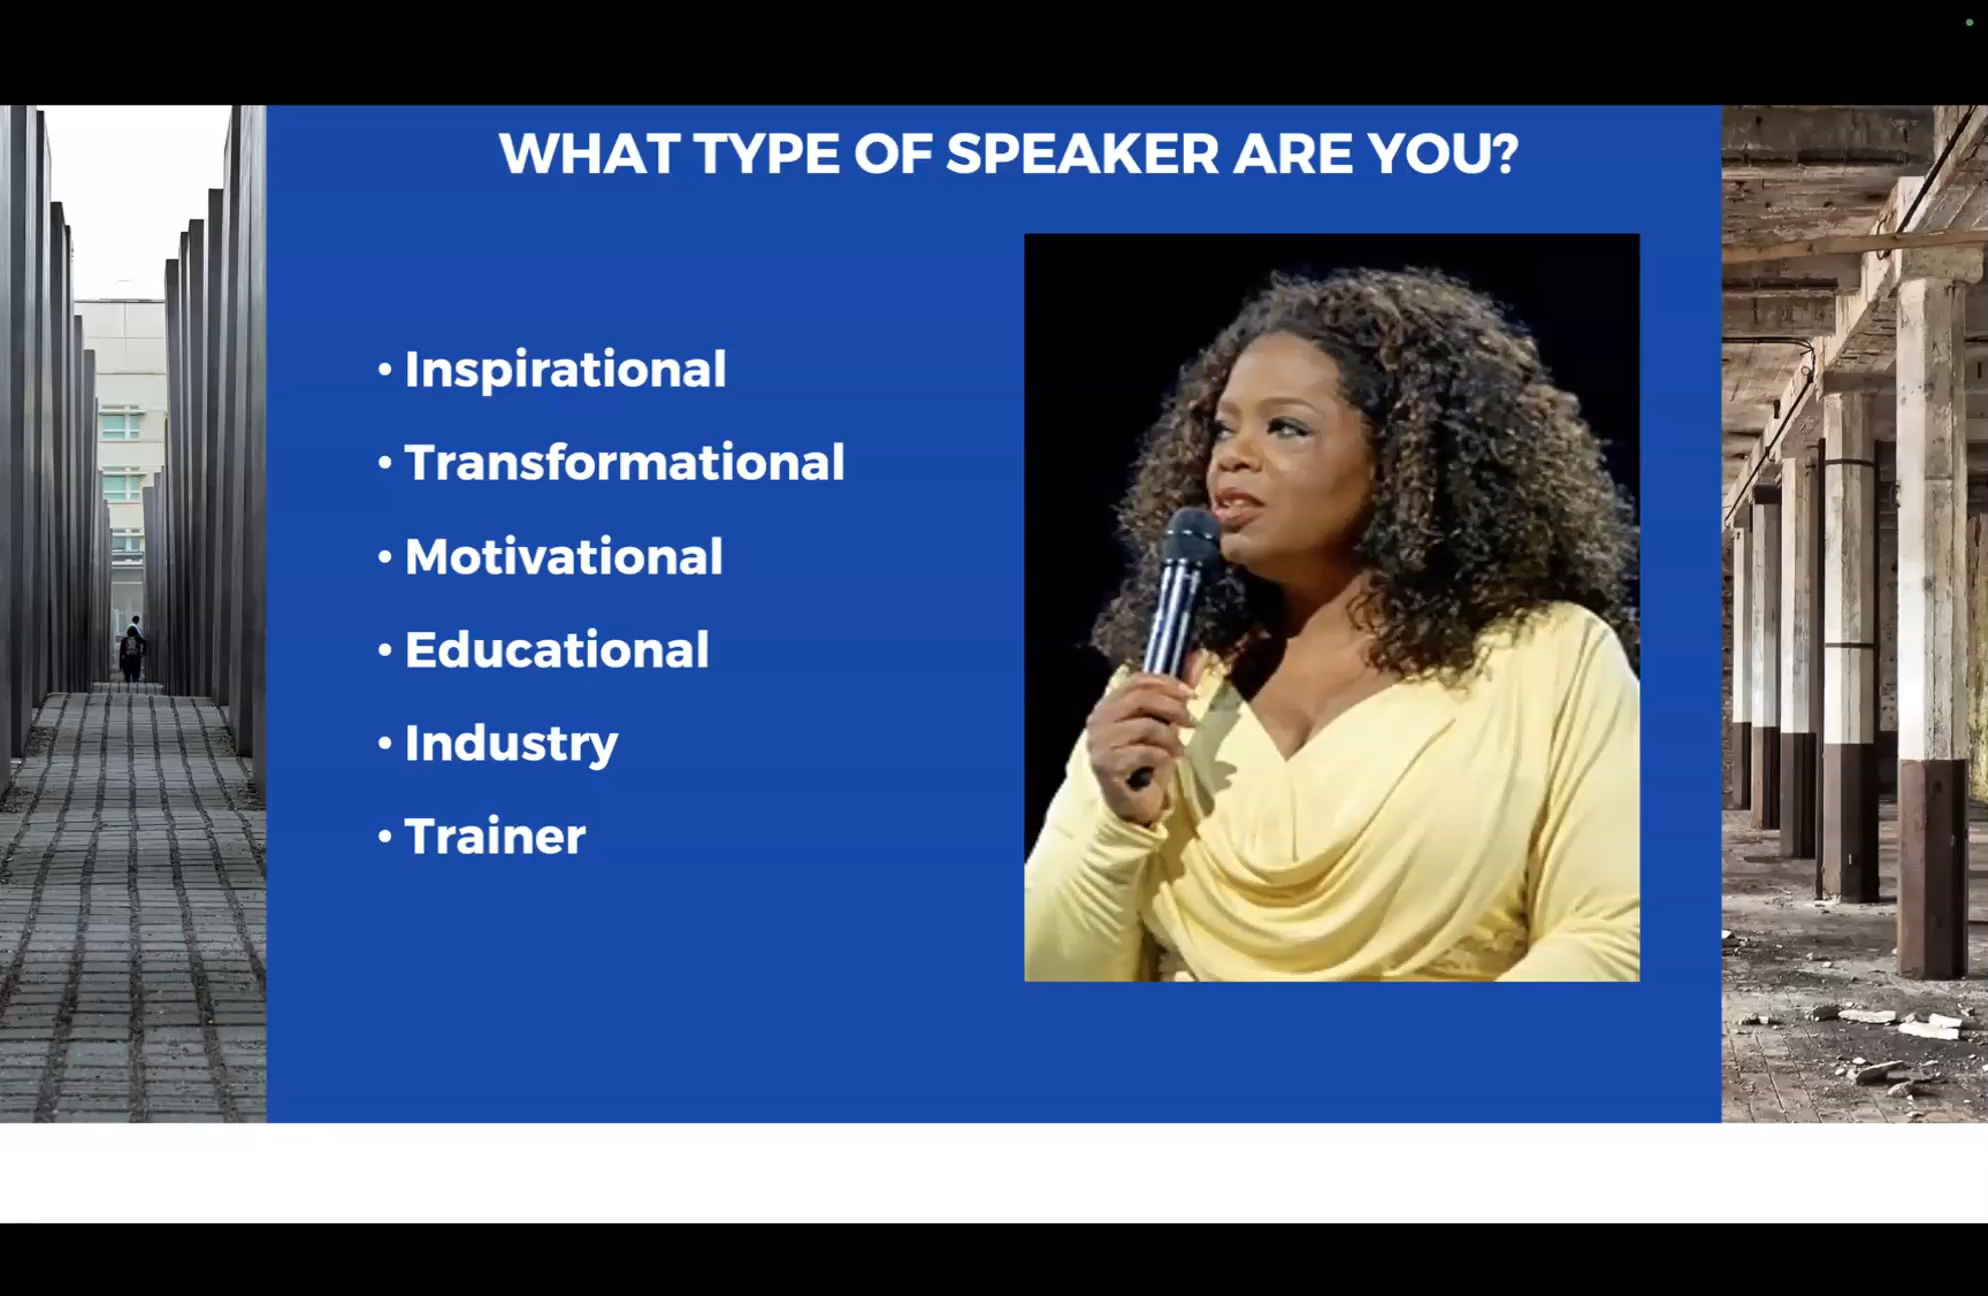 WHAT TYPE OF SPEAKER ARE YOU?
• Inspirational
• Transformational
• Motivational
• Educational
• Industry
• Trainer